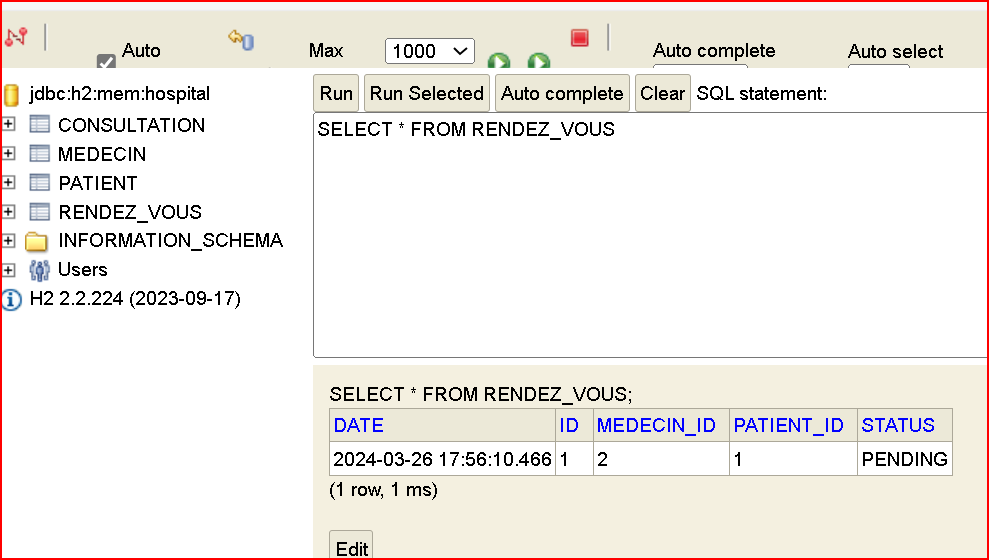 Auto
Max 1000
Auto complete
Auto select
jdbc:h2:mem:hospital
CONSULTATION
MEDECIN
PATIENT
RENDEZ_VOUS
INFORMATION_SCHEMA
Users
H2 2.2.224 (2023-09-17)
Run Run Selected Auto complete Clear SQL statement:
SELECT * FROM RENDEZ_VOUS
SELECT * FROM RENDEZ_VOUS;
DATE ID MEDECIN_ID PATIENT_ID STATUS
2024-03-26 17:56:10.466 1 2 1 PENDING
(1 row, 1 ms)
Edit